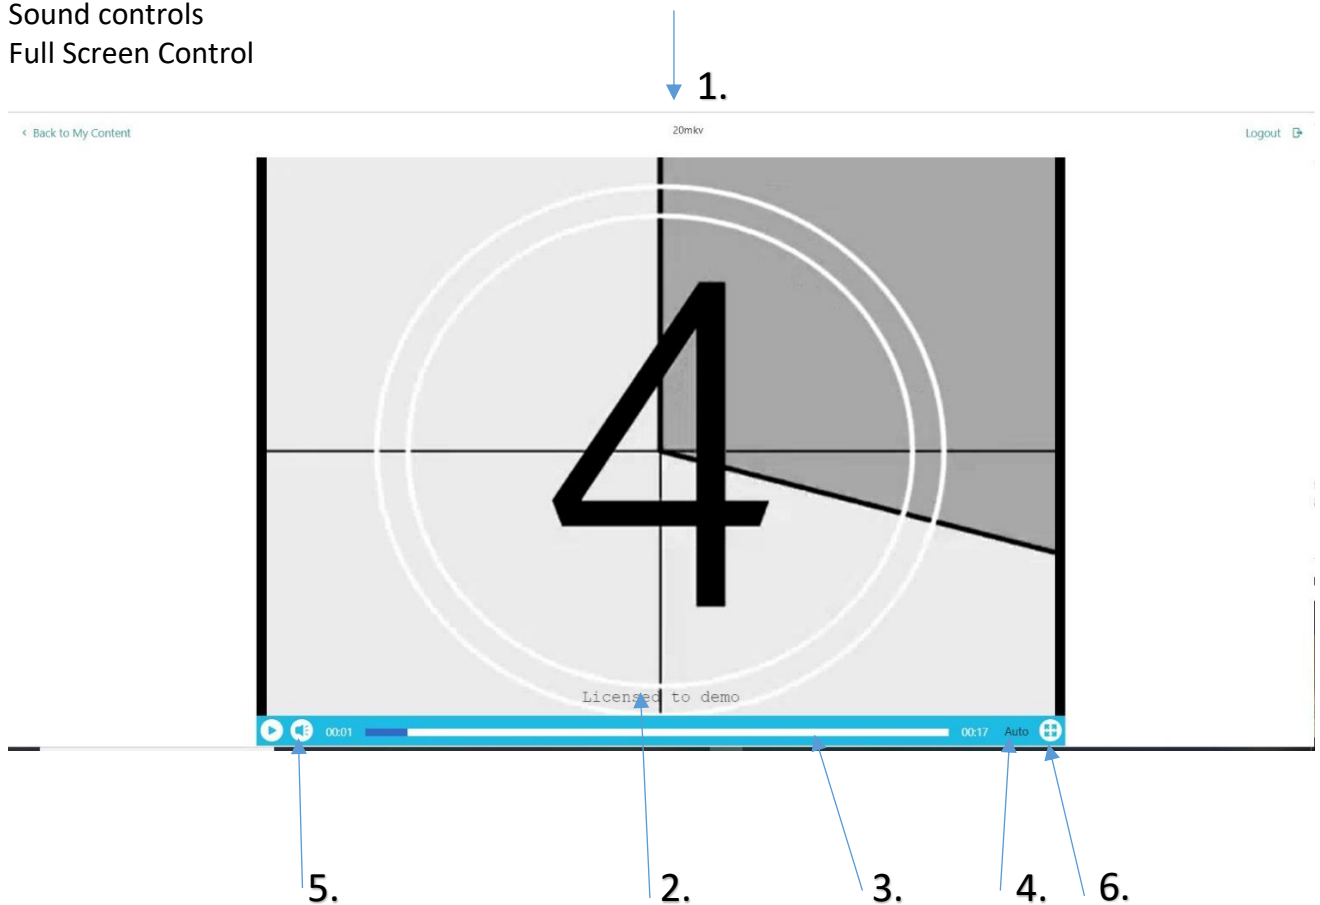 Sound controls
Full Screen Control
1.
Back to My Content
20mkv
Logout
4
Licensed to demo
00:01
00:17 Auto
5.
2.
3.
4.
6.